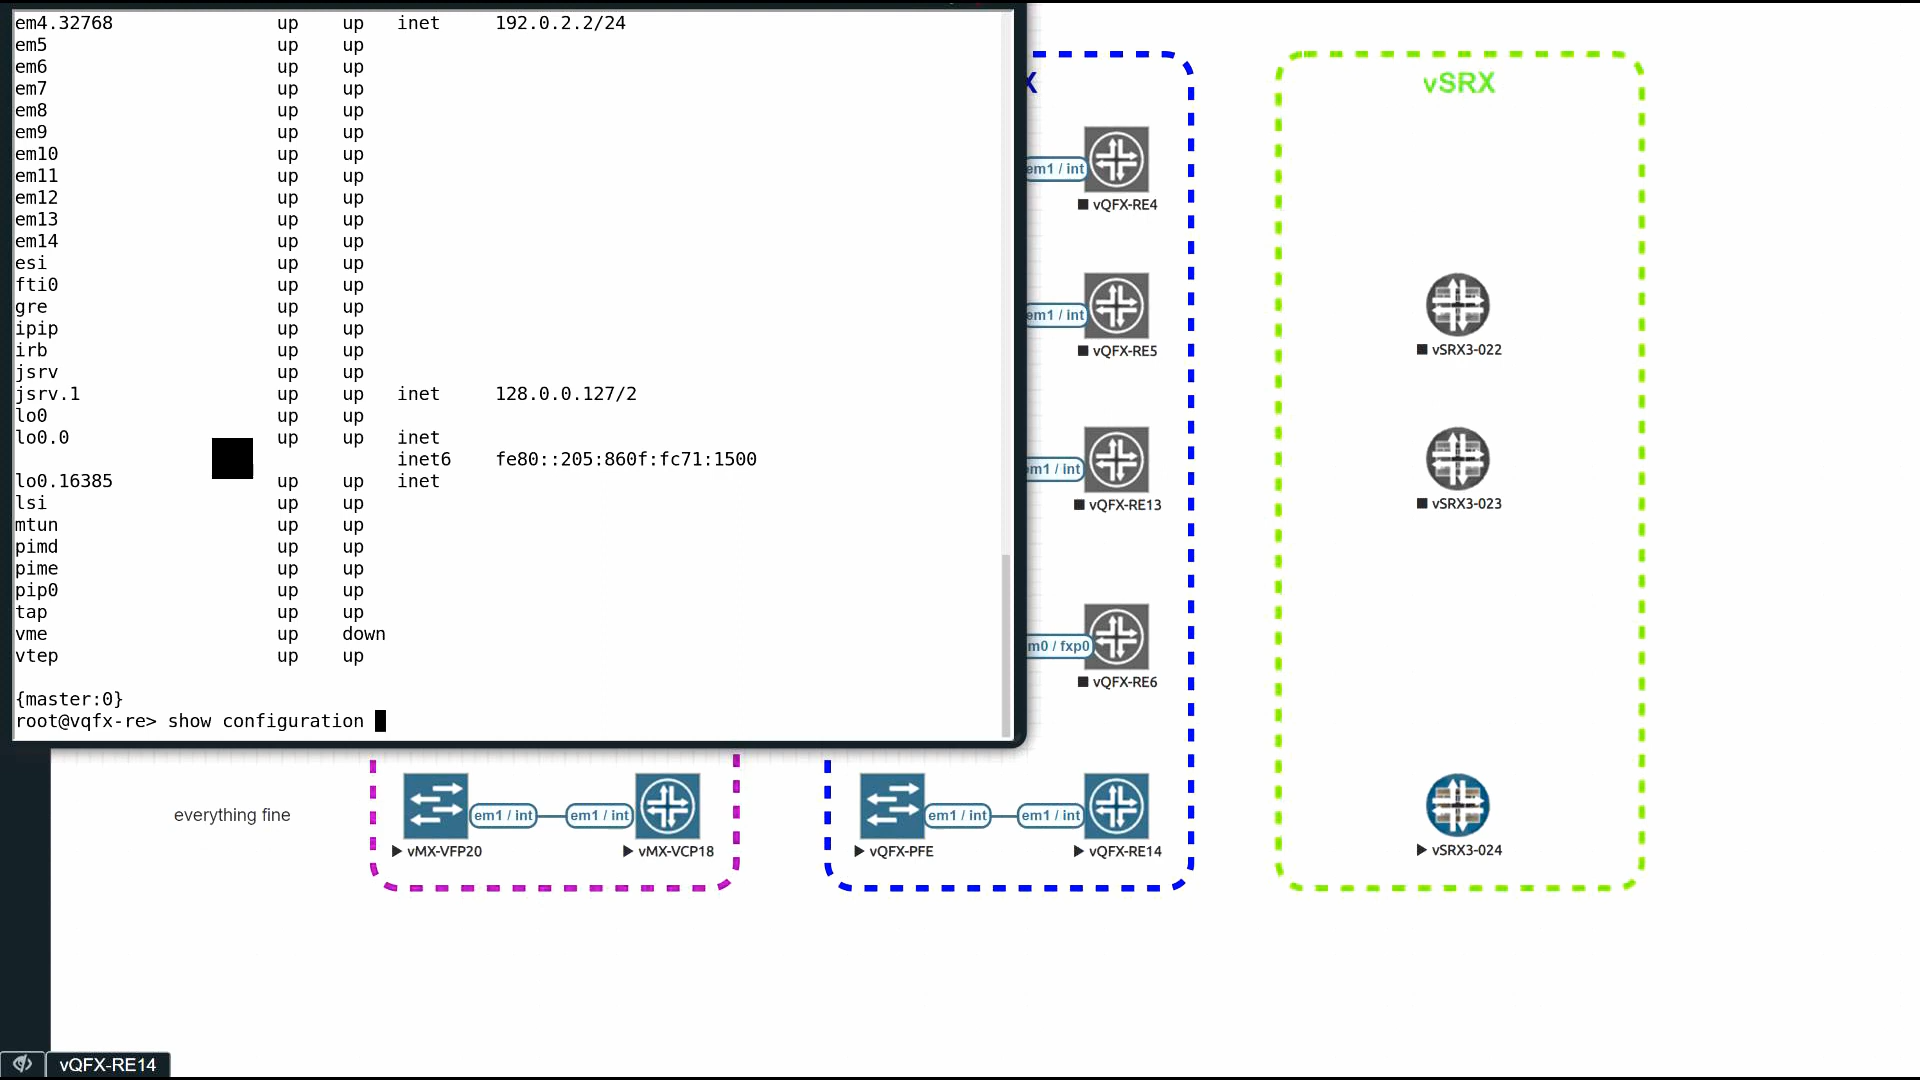 em4.32768 up up inet 192.0.2.2/24
em5 up up
em6 up up
em7 up up
em8 up up
em9 up up
em10 up up
em11 up up
em12 up up
em13 up up
em14 up up
esi up up
fti0 up up
gre up up
ipip up up
irb up up
jsrv up up
jsrv.1 up up inet 128.0.0.127/2
lo0 up up
lo0.0 up up inet
inet6 fe80::205:860f:fc71:1500
lo0.16385 up up inet
lsi up up
mtun up up
pimd up up
pime up up
pip0 up up
tap up up
vme up down
vtep up up
{master:0}
root@vqfx-re> show configuration
X
em1 / int
vQFX-RE4
em1 / int
vQFX-RE5
em1 / int
vQFX-RE13
m0 / fxp0
vQFX-RE6
vSRX
vSRX3-022
vSRX3-023
vSRX3-024
everything fine
em1 / int
em1 / int
vMX-VFP20
vMX-VCP18
em1 / int
em1 / int
vQFX-PFE
vQFX-RE14
vQFX-RE14